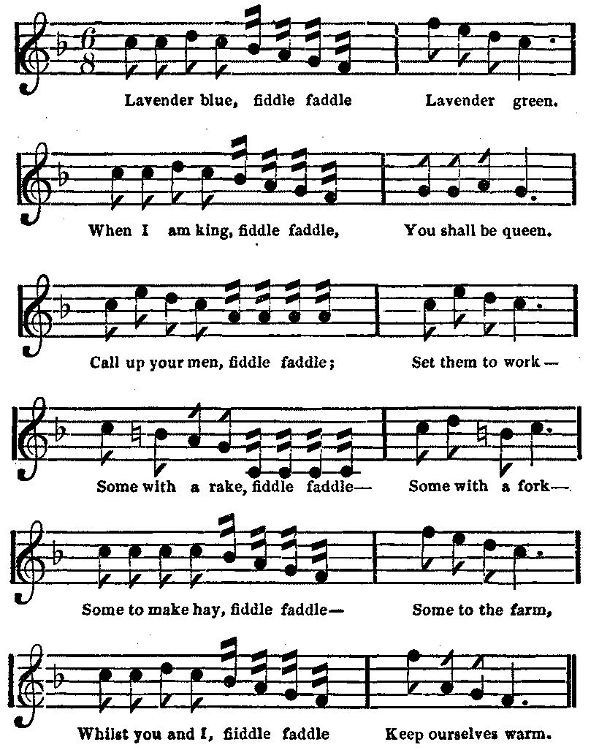 6
8
Lavender blue, fiddle faddle Lavender green.
When I am king, fiddle faddle, You shall be queen.
Call up your men, fiddle faddle; Set them to work—
Some with a rake, fiddle faddle— Some with a fork—
Some to make hay, fiddle faddle— Some to the farm,
Whilst you and I, fiiddle faddle Keep ourselves warm.